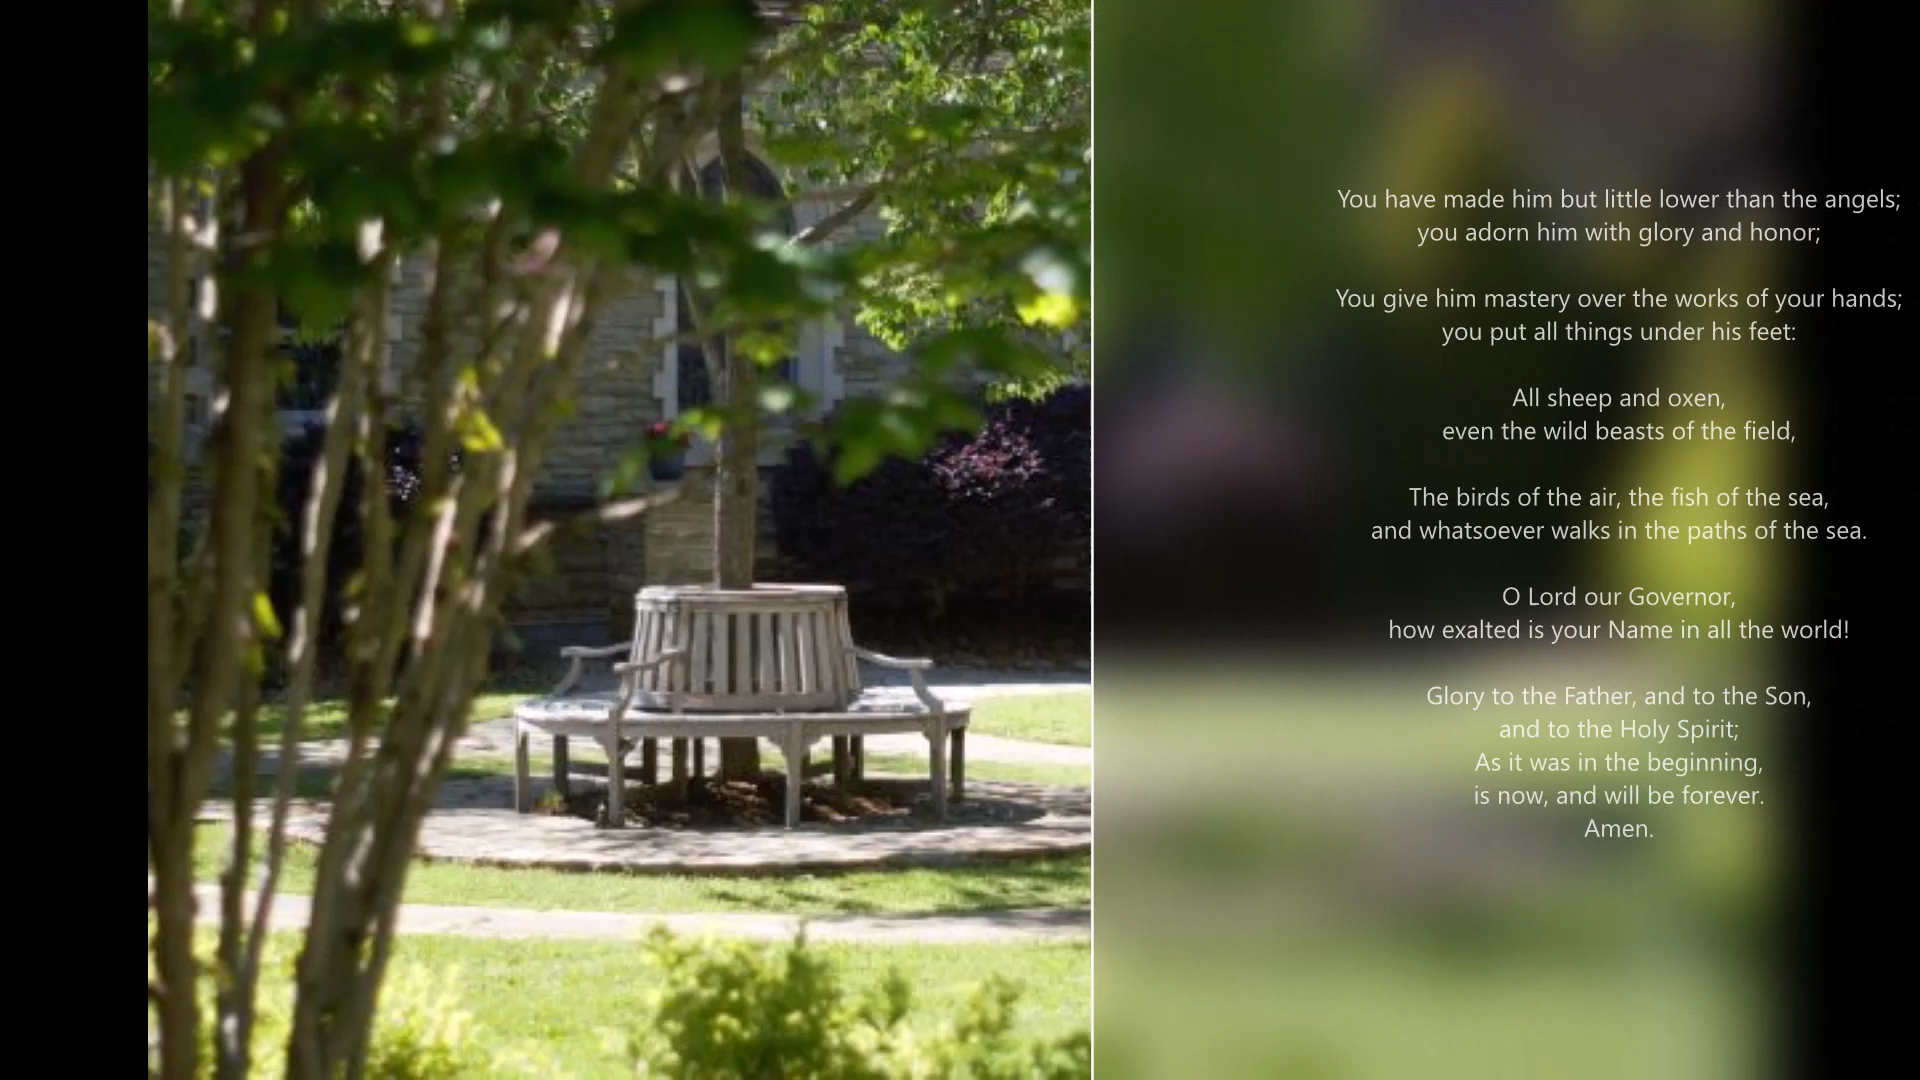 You have made him but little lower than the angels;
you adorn him with glory and honor;
You give him mastery over the works of your hands;
you put all things under his feet:
All sheep and oxen,
even the wild beasts of the field,
The birds of the air, the fish of the sea,
and whatsoever walks in the paths of the sea.
O Lord our Governor,
how exalted is your Name in all the world!
Glory to the Father, and to the Son,
and to the Holy Spirit;
As it was in the beginning,
is now, and will be forever.
Amen.